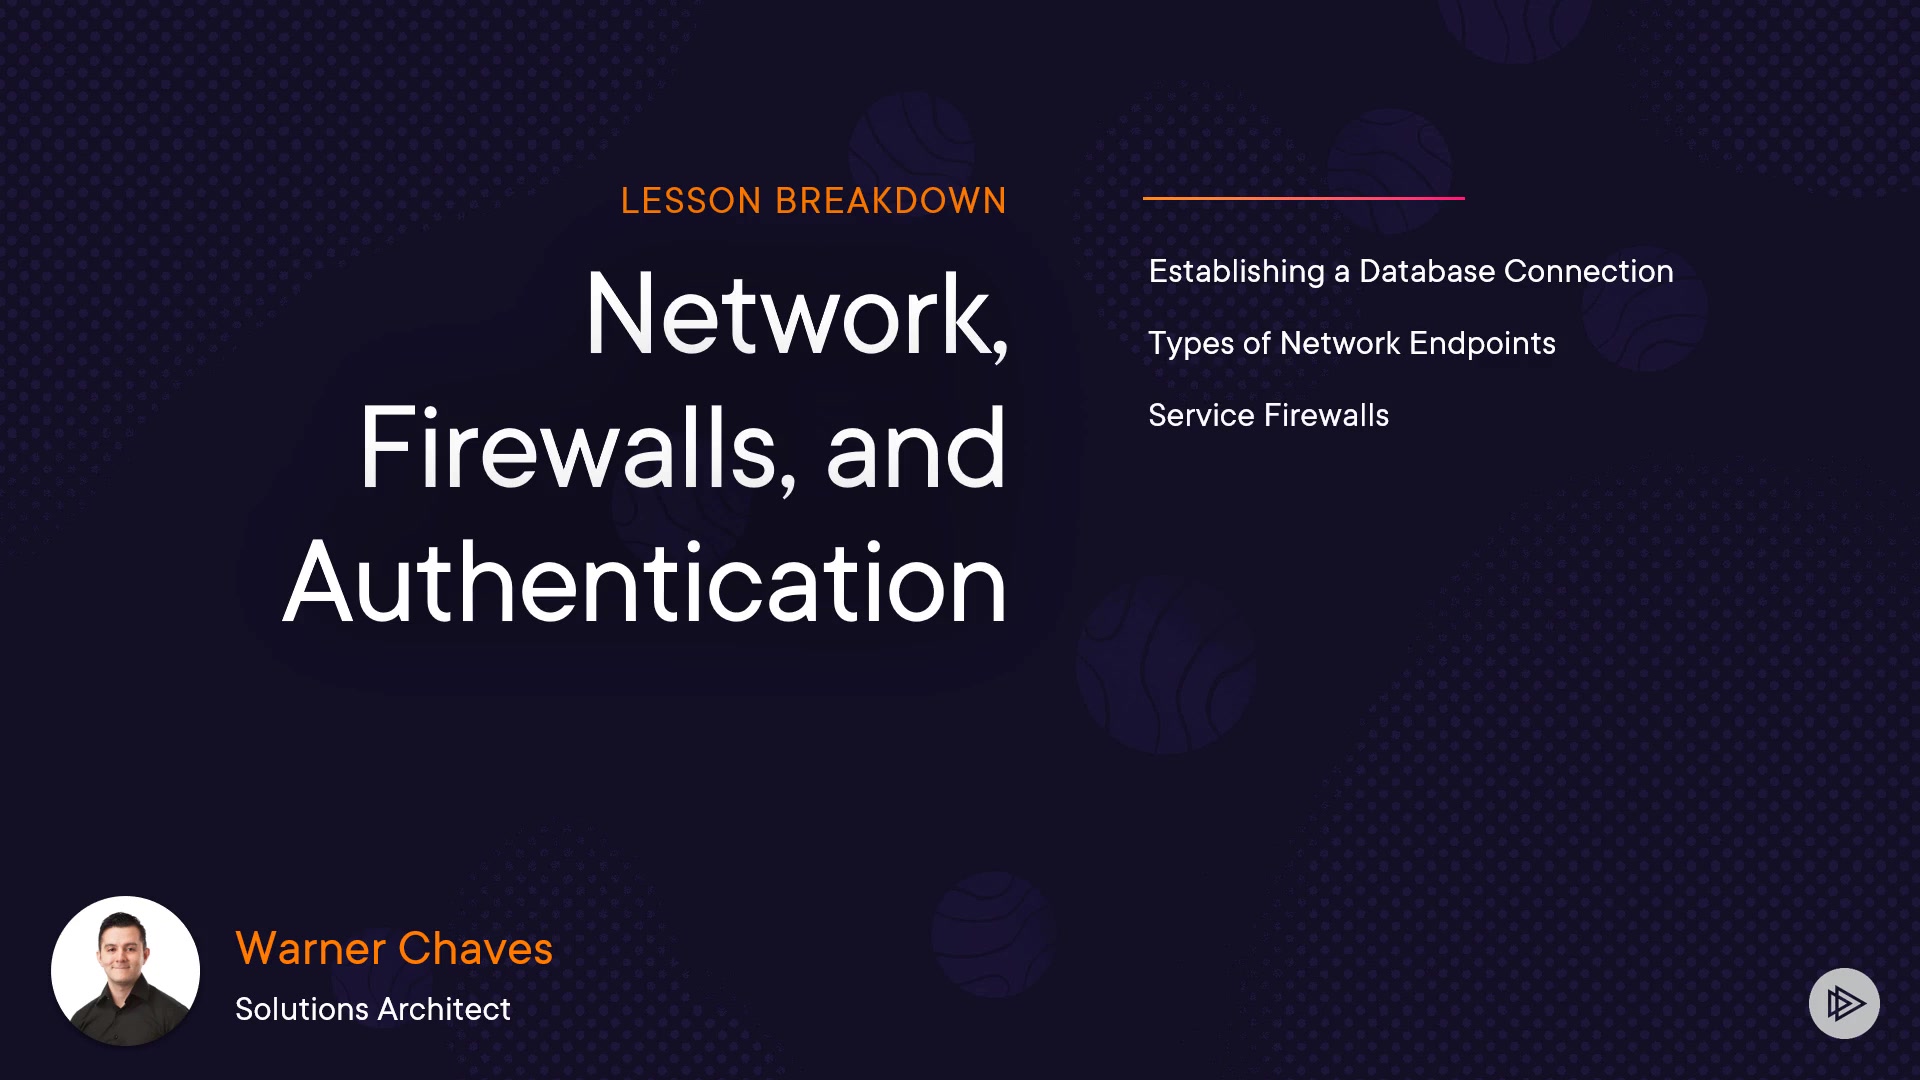 LESSON BREAKDOWN
Network,
Firewalls, and
Authentication
Establishing a Database Connection
Types of Network Endpoints
Service Firewalls
Warner Chaves
Solutions Architect